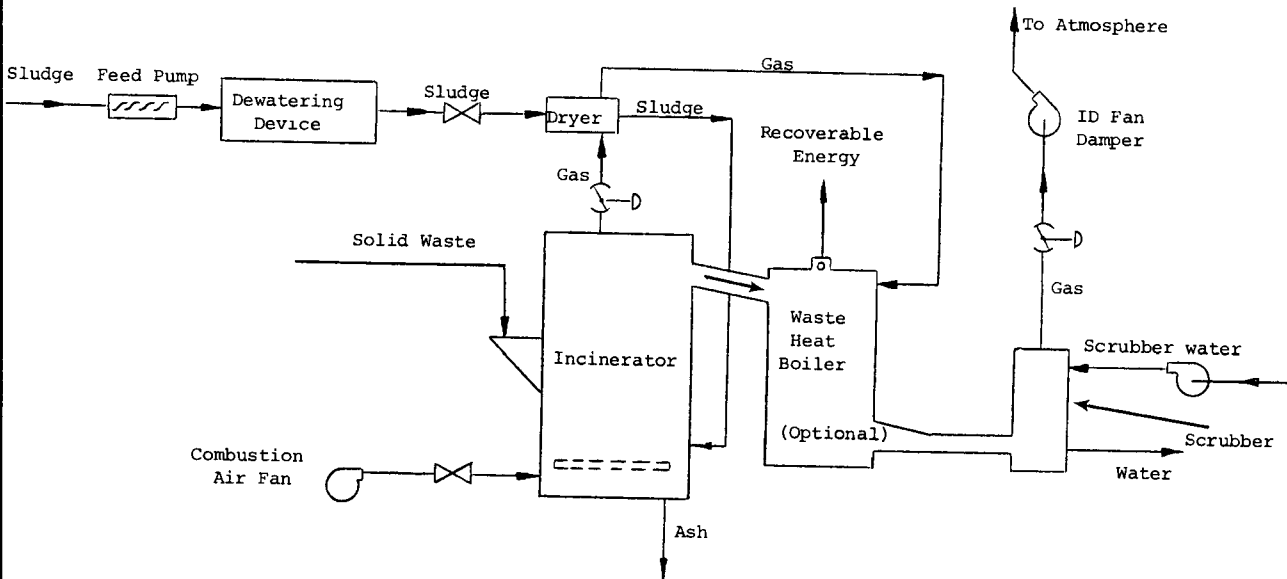 To Atmosphere
Sludge
Feed Pump
Dewatering
Device
Sludge
Dryer
Gas
Sludge
Gas
Recoverable
Energy
ID Fan
Damper
D
D
Solid Waste
Gas
Incinerator
Waste
Heat
Boiler
(Optional)
Scrubber water
Scrubber
Water
Combustion
Air Fan
Ash